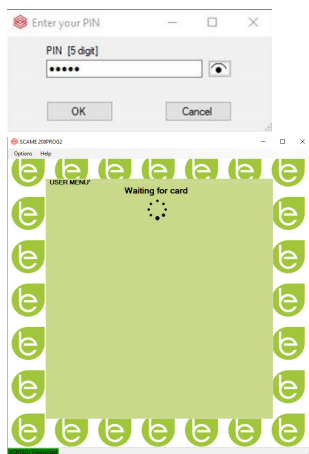 Enter your PIN
PIN [5 digit]
•••••
OK
Cancel
SCAME 208PROG2
Options Help
USER MENU'
Waiting for card